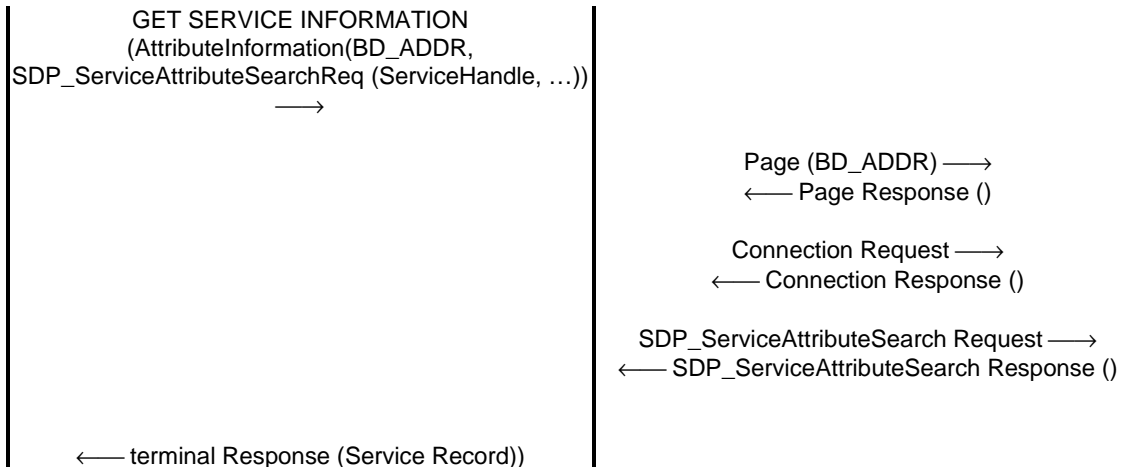 GET SERVICE INFORMATION
(AttributeInformation(BD_ADDR,
SDP_ServiceAttributeSearchReq (ServiceHandle, …))
⟶
Page (BD_ADDR) ⟶
⟵ Page Response ()
Connection Request ⟶
⟵ Connection Response ()
SDP_ServiceAttributeSearch Request ⟶
⟵ SDP_ServiceAttributeSearch Response ()
⟵ terminal Response (Service Record))